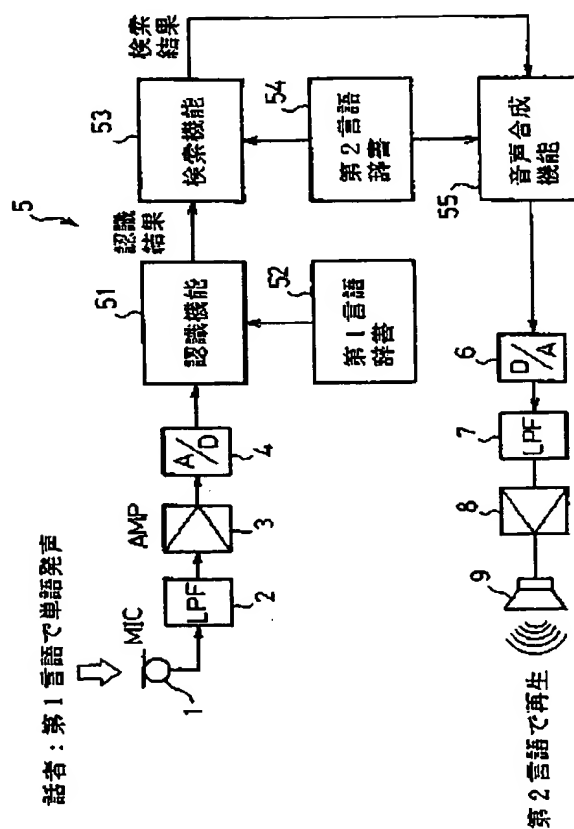 話者：第1言語で単語発声
MIC
1
LPF
2
AMP
3
A/D
4
5
51
認識機能
52
第1言語
辞書
認識
結果
53
検索機能
54
第2言語
辞書
検索
結果
55
音声合成
機能
6
D/A
7
LPF
8
9
第2言語で再生